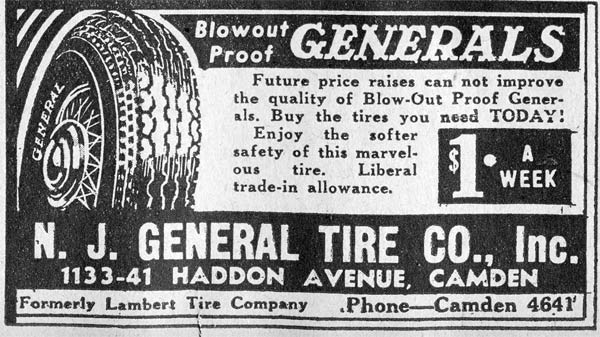 Blowout
Proof GENERALS
GENERAL
Future price raises can not improve
the quality of Blow-Out Proof Gener-
als. Buy the tires you need TODAY!
Enjoy the softer
safety of this marvel-
ous tire. Liberal
trade-in allowance.
$1. A
WEEK
N. J. GENERAL TIRE CO., Inc.
1133-41 HADDON AVENUE, CAMDEN
Formerly Lambert Tire Company Phone—Camden 4641